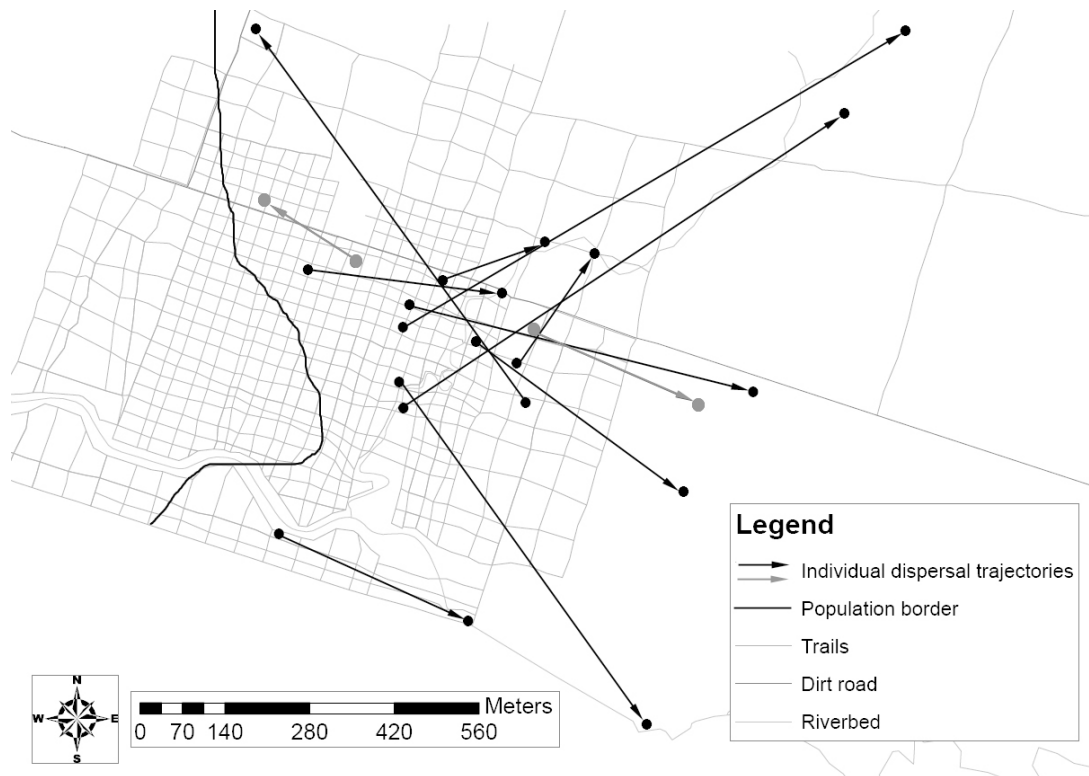 Legend
Individual dispersal trajectories
Population border
Trails
Dirt road
Riverbed
N
W E
S
Meters
0 70 140 280 420 560